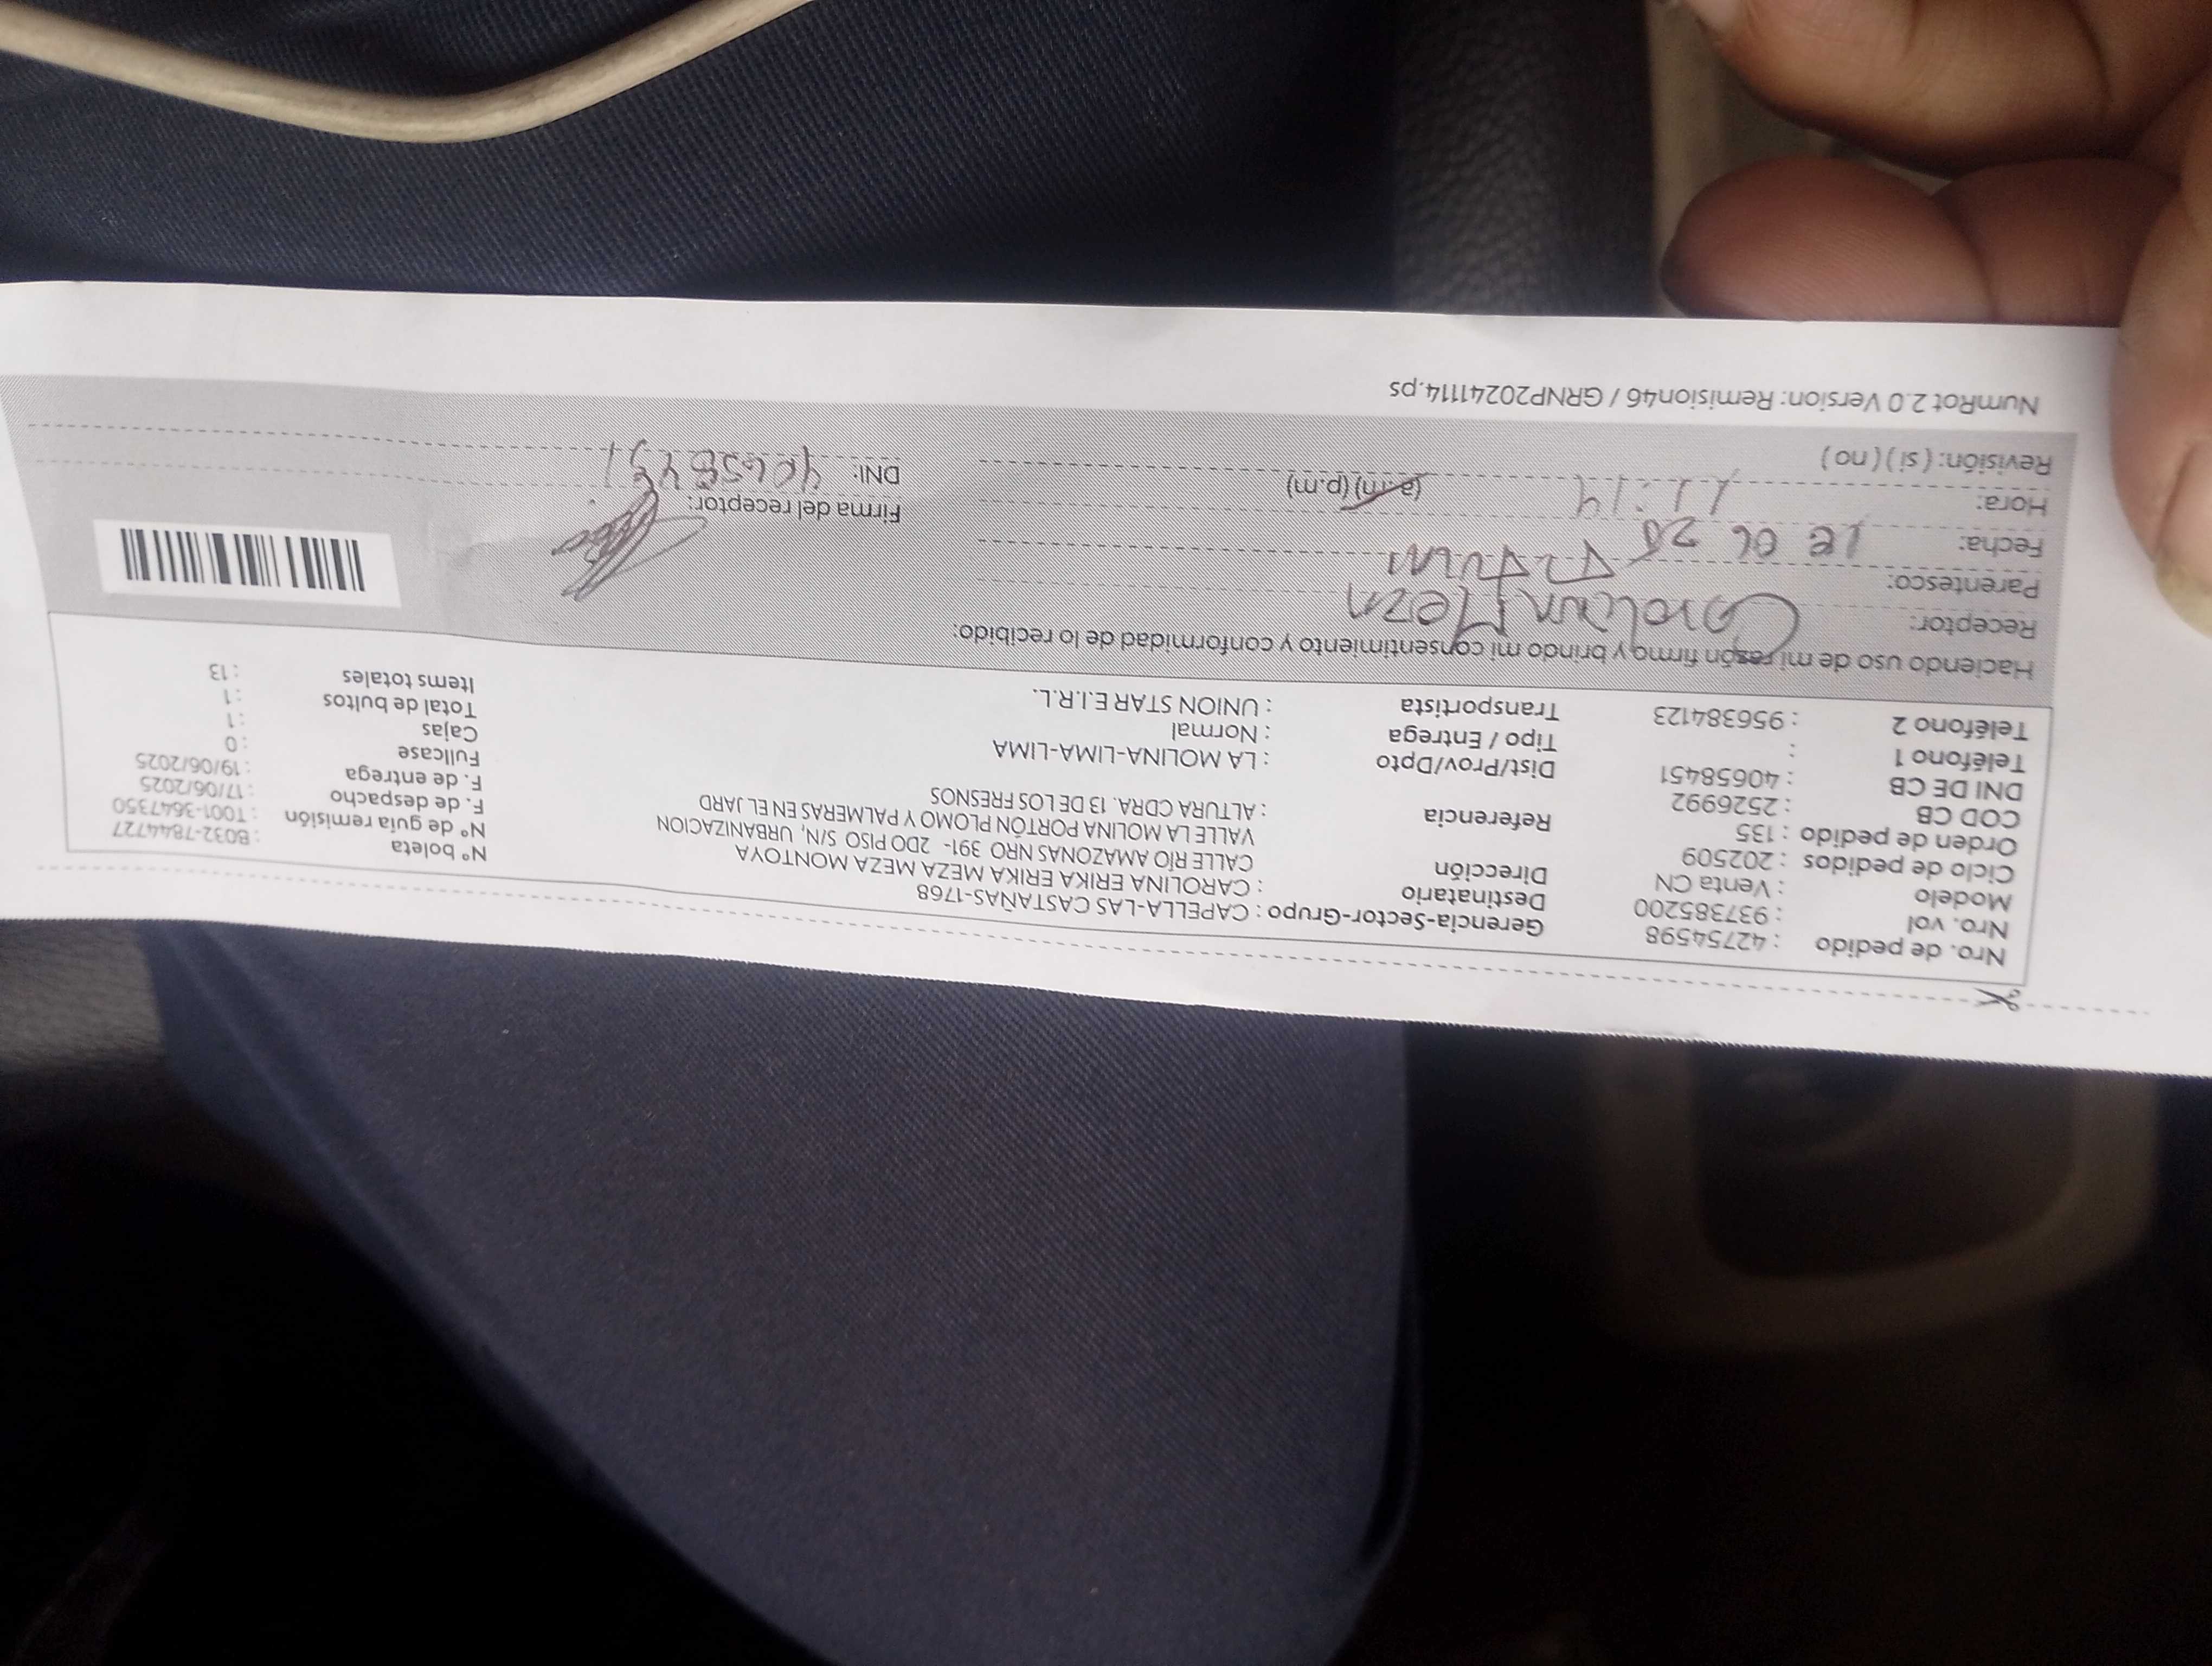 Nro. de pedido : 42754598
Nro. vol : 937385200
Modelo : Venta CN
Ciclo de pedidos : 202509
Orden de pedido : 135
COD CB : 2526992
DNI DE CB : 40658451
Teléfono 1 :
Teléfono 2 : 956384123
Gerencia-Sector-Grupo : CAPELLA-LAS CASTAÑAS-1768
Destinatario : CAROLINA ERIKA ERIKA MEZA MEZA MONTOYA
Dirección CALLE RÍO AMAZONAS NRO 391- 2DO PISO S/N, URBANIZACION
VALLE LA MOLINA PORTÓN PLOMO Y PALMERAS EN EL JARD
Referencia : ALTURA CDRA. 13 DE LOS FRESNOS
Dist/Prov/Dpto : LA MOLINA-LIMA-LIMA
Tipo / Entrega : Normal
Transportista : UNION STAR E.I.R.L.
Nº boleta : B032-7844727
Nº de guía remisión : T001-3647350
F. de despacho : 17/06/2025
F. de entrega : 19/06/2025
Fullcase : 0
Cajas : 1
Total de bultos : 1
Items totales : 13
Haciendo uso de mi razón firmo y brindo mi consentimiento y conformidad de lo recibido:
Receptor:
Parentesco:
Fecha: 06 25
Hora: 11:14 (a.m) (p.m)
Revisión: (si) (no)
Firma del receptor:
DNI: 40658451
NumRot 2.0 Version: Remision46 / GRNP20241114.ps